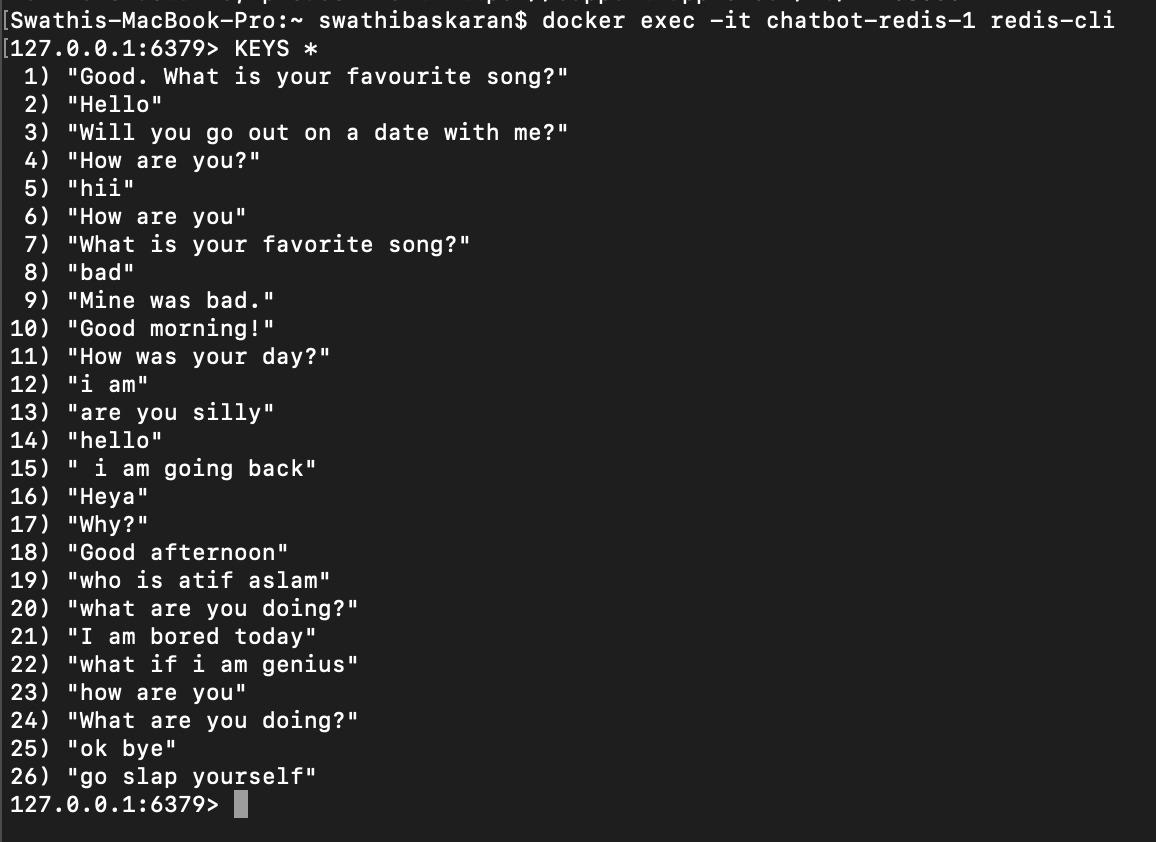 [Swathis-MacBook-Pro:~ swathibaskaran$ docker exec -it chatbot-redis-1 redis-cli
[127.0.0.1:6379> KEYS *
1) "Good. What is your favourite song?"
2) "Hello"
3) "Will you go out on a date with me?"
4) "How are you?"
5) "hii"
6) "How are you"
7) "What is your favorite song?"
8) "bad"
9) "Mine was bad."
10) "Good morning!"
11) "How was your day?"
12) "i am"
13) "are you silly"
14) "hello"
15) " i am going back"
16) "Heya"
17) "Why?"
18) "Good afternoon"
19) "who is atif aslam"
20) "what are you doing?"
21) "I am bored today"
22) "what if i am genius"
23) "how are you"
24) "What are you doing?"
25) "ok bye"
26) "go slap yourself"
127.0.0.1:6379>